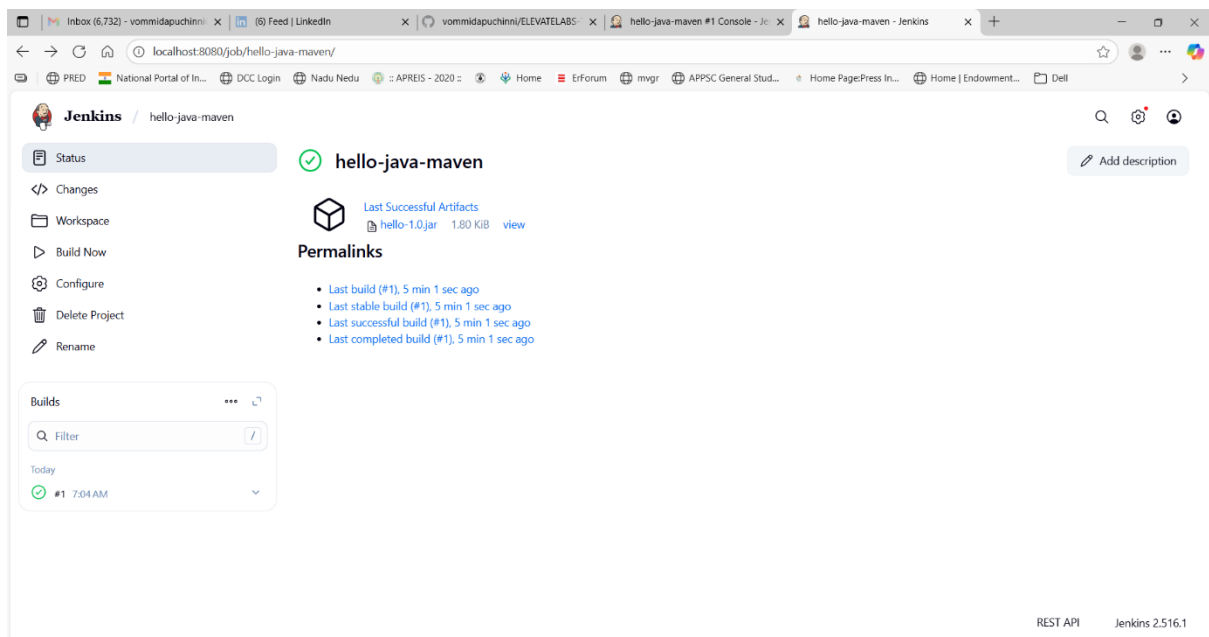 Inbox (6,732) - vommidapuchinni
(6) Feed | LinkedIn
vommidapuchinni/ELEVATELABS-
hello-java-maven #1 Console - Je
hello-java-maven - Jenkins
localhost:8080/job/hello-java-maven/
PRED
National Portal of In...
DCC Login
Nadu Nedu
:: APREIS - 2020 ::
Home
ErForum
mvgr
APPSC General Stud...
Home Page:Press In...
Home | Endowment...
Dell
Jenkins / hello-java-maven
Status
hello-java-maven
Add description
Changes
Workspace
Build Now
Configure
Delete Project
Rename
Last Successful Artifacts
hello-1.0.jar 1.80 KiB view
Permalinks
Last build (#1), 5 min 1 sec ago
Last stable build (#1), 5 min 1 sec ago
Last successful build (#1), 5 min 1 sec ago
Last completed build (#1), 5 min 1 sec ago
Builds
Filter /
Today
#1 7:04 AM
REST API Jenkins 2.516.1